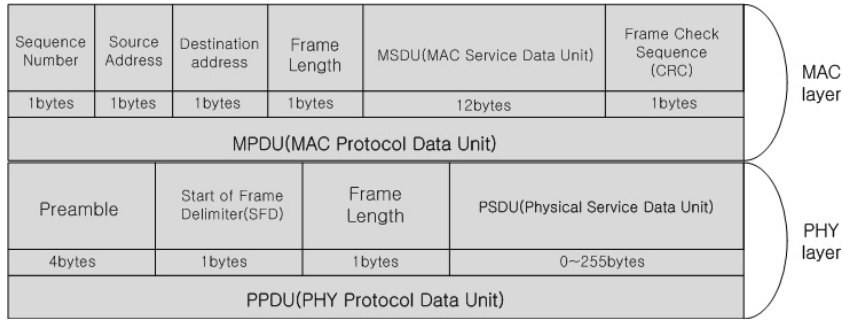 Sequence Number
Source Address
Destination address
Frame Length
MSDU(MAC Service Data Unit)
Frame Check Sequence (CRC)
1bytes
1bytes
1bytes
1bytes
12bytes
1bytes
MPDU(MAC Protocol Data Unit)
MAC layer
Preamble
Start of Frame Delimiter(SFD)
Frame Length
PSDU(Physical Service Data Unit)
4bytes
1bytes
1bytes
0~255bytes
PPDU(PHY Protocol Data Unit)
PHY layer